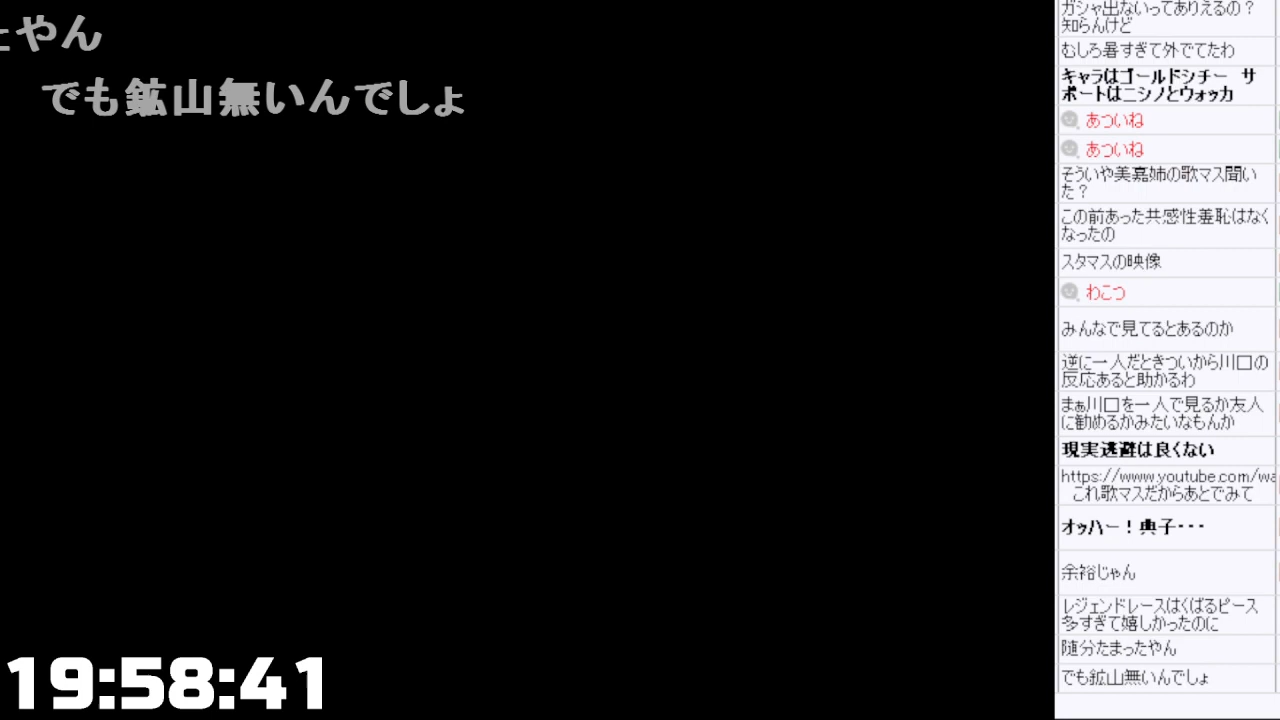 やん
でも鉱山無いんでしょ
19:58:41
ガシャ出ないってありえるの？
知らんけど
むしろ暑すぎて外でてたわ
キャラはゴールドシチー　サ
ポートはニシノとウォッカ
あついね
あついね
そういや美嘉姉の歌マス聞い
た？
この前あった共感性羞恥はなく
なったの
スタマスの映像
わこつ
みんなで見てるとあるのか
逆に一人だときついから川口の
反応あると助かるわ
まぁ川口を一人で見るか友人
に勧めるかみたいなもんか
現実逃避は良くない
https://www.youtube.com/wa
これ歌マスだからあとでみて
オッハー！典子･･･
余裕じゃん
レジェンドレースはくばるピース
多すぎて嬉しかったのに
随分たまったやん
でも鉱山無いんでしょ